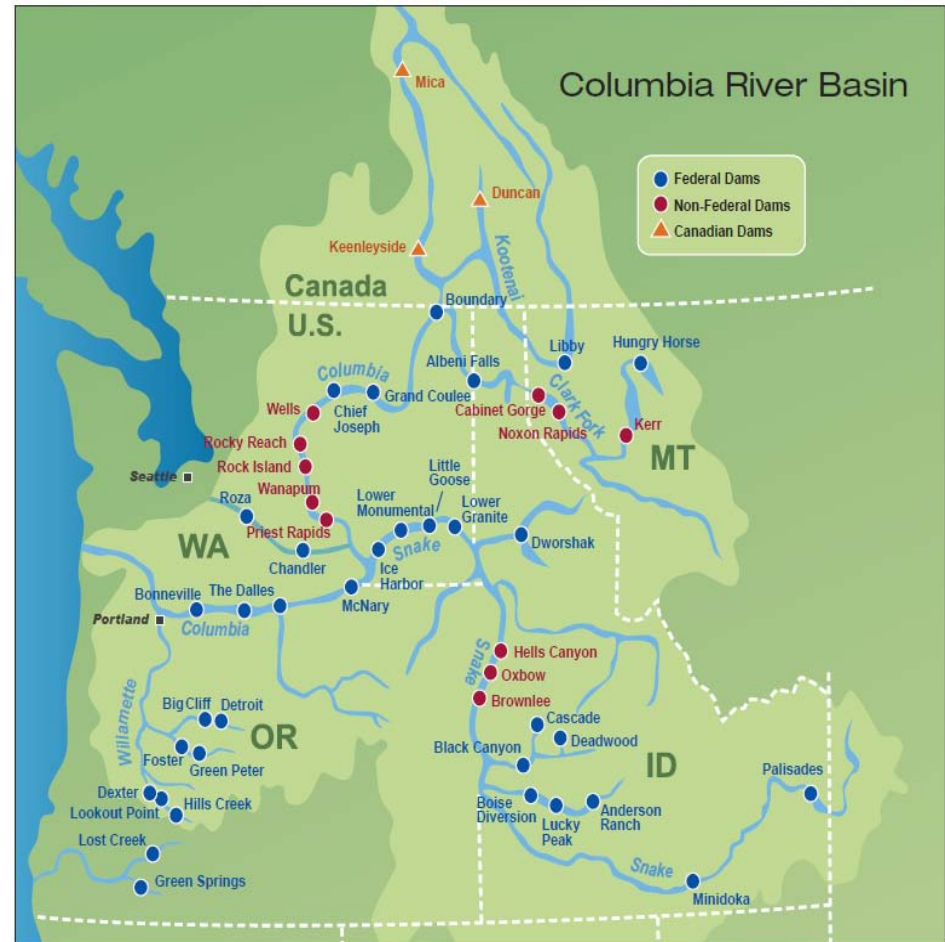 Columbia River Basin
Mica
Federal Dams
Non-Federal Dams
Canadian Dams
Duncan
Keenleyside
Kootenai
Canada
U.S.
Boundary
Libby
Hungry Horse
Albeni Falls
Columbia
Grand Coulee
Chief
Joseph
Wells
Cabinet Gorge
Clark Fork
Noxon Rapids
Kerr
MT
Rocky Reach
Rock Island
Seattle
Wanapum
Little
Goose
Lower
Monumental
Lower
Granite
Roza
Priest Rapids
Snake
Dworshak
WA
Chandler
Ice
Harbor
McNary
Bonneville
The Dalles
Portland
Columbia
Hells Canyon
Snake
Oxbow
Brownlee
Willamette
Big Cliff
Detroit
OR
Foster
Green Peter
Cascade
Deadwood
Black Canyon
ID
Palisades
Dexter
Lookout Point
Hills Creek
Boise
Diversion
Lucky
Peak
Anderson
Ranch
Lost Creek
Green Springs
Snake
Minidoka